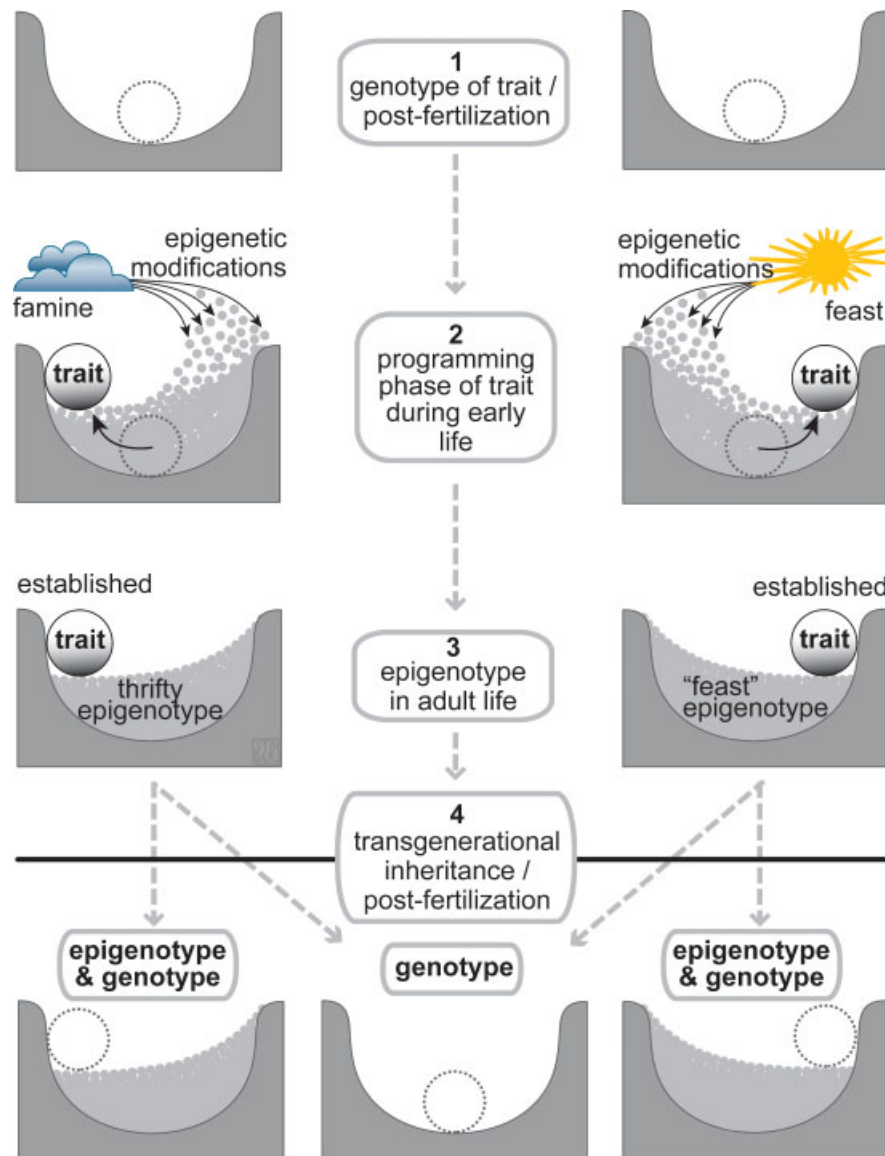 1
genotype of trait /
post-fertilization
epigenetic
modifications
famine
trait
2
programming
phase of trait
during early
life
epigenetic
modifications
feast
trait
established
trait
thrifty
epigenotype
3
epigenotype
in adult life
established
trait
"feast"
epigenotype
4
transgenerational
inheritance /
post-fertilization
epigenotype
& genotype
genotype
epigenotype
& genotype